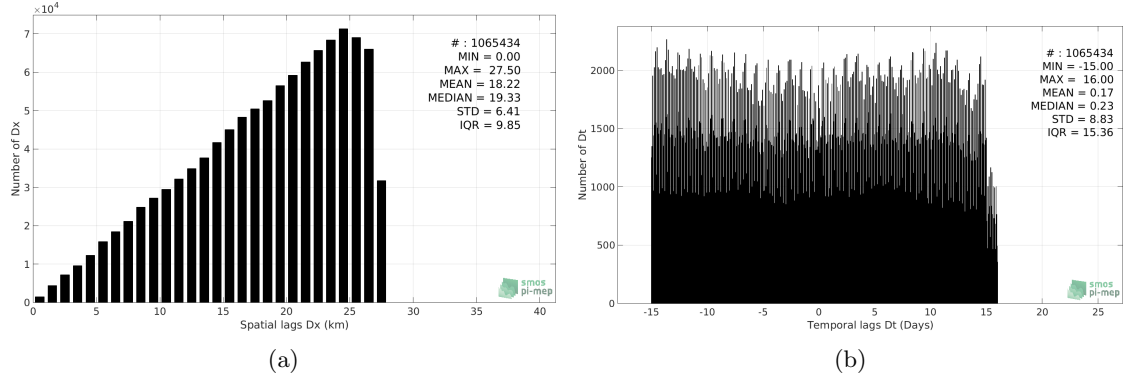 ×10⁴
7
6
5
4
3
2
1
0
Number of Dx
# : 1065434
MIN = 0.00
MAX = 27.50
MEAN = 18.22
MEDIAN = 19.33
STD = 6.41
IQR = 9.85
smos
pi-mep
0 5 10 15 20 25 30 35 40
Spatial lags Dx (km)
(a)
2000
1500
1000
500
0
Number of Dt
# : 1065434
MIN = -15.00
MAX = 16.00
MEAN = 0.17
MEDIAN = 0.23
STD = 8.83
IQR = 15.36
smos
pi-mep
-15 -10 -5 0 5 10 15 20 25
Temporal lags Dt (Days)
(b)